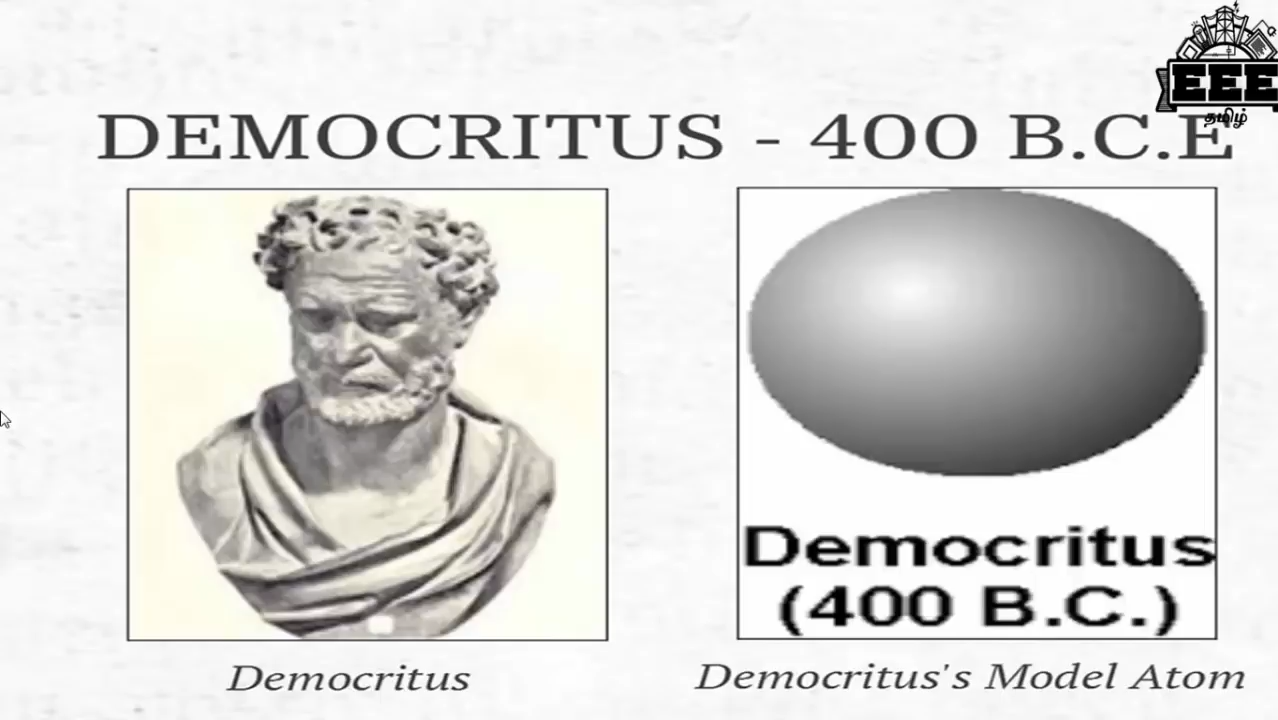 EEE
தமிழ்
DEMOCRITUS - 400 B.C.E
Democritus
(400 B.C.)
Democritus
Democritus's Model Atom